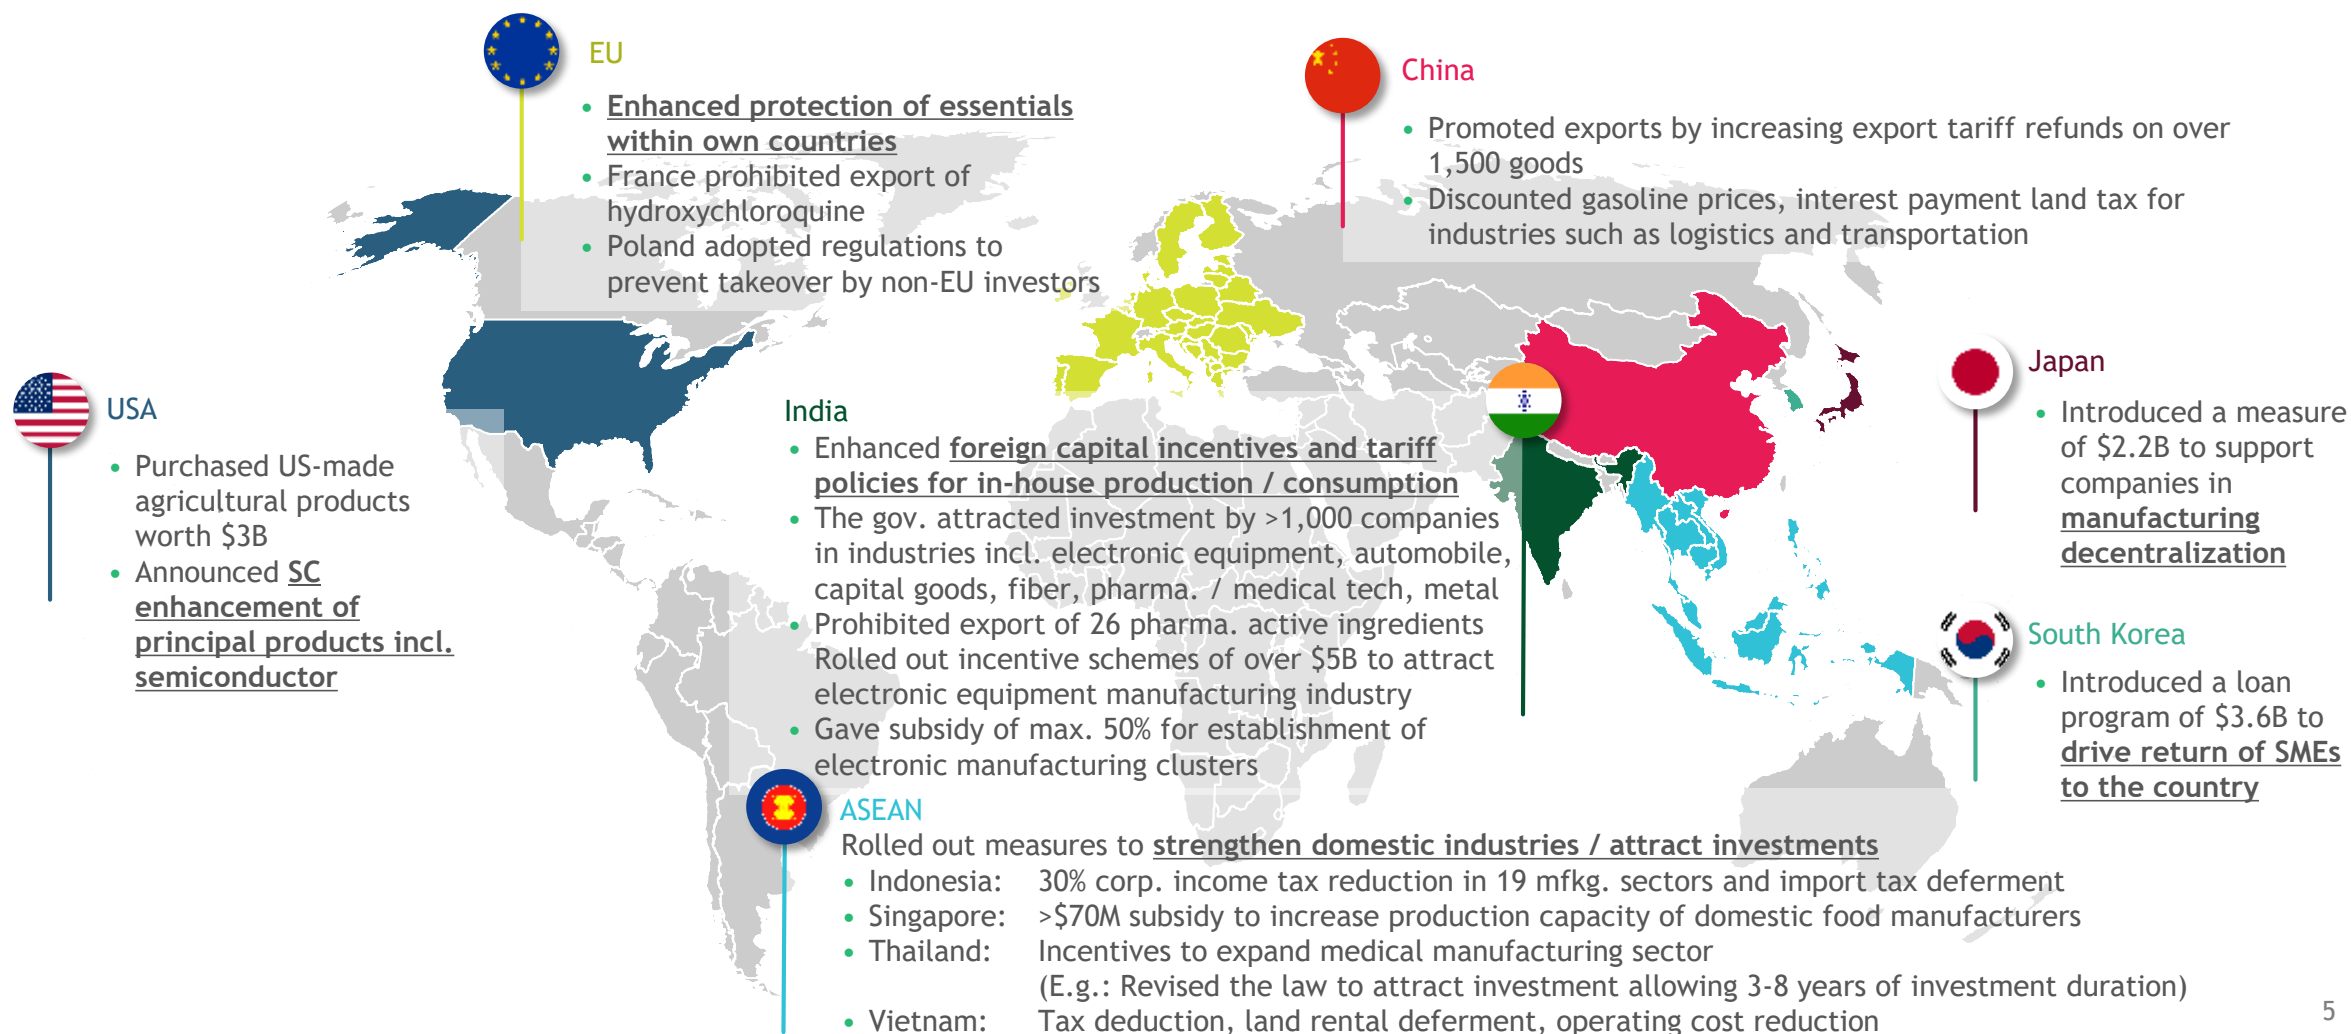 EU
• Enhanced protection of essentials
within own countries
• France prohibited export of
hydroxychloroquine
• Poland adopted regulations to
prevent takeover by non-EU investors
China
• Promoted exports by increasing export tariff refunds on over
1,500 goods
• Discounted gasoline prices, interest payment land tax for
industries such as logistics and transportation
USA
• Purchased US-made
agricultural products
worth $3B
• Announced SC
enhancement of
principal products incl.
semiconductor
India
• Enhanced foreign capital incentives and tariff
policies for in-house production / consumption
• The gov. attracted investment by >1,000 companies
in industries incl. electronic equipment, automobile,
capital goods, fiber, pharma. / medical tech, metal
• Prohibited export of 26 pharma. active ingredients
Rolled out incentive schemes of over $5B to attract
electronic equipment manufacturing industry
• Gave subsidy of max. 50% for establishment of
electronic manufacturing clusters
Japan
• Introduced a measure
of $2.2B to support
companies in
manufacturing
decentralization
South Korea
• Introduced a loan
program of $3.6B to
drive return of SMEs
to the country
ASEAN
Rolled out measures to strengthen domestic industries / attract investments
• Indonesia: 30% corp. income tax reduction in 19 mfkg. sectors and import tax deferment
• Singapore: >$70M subsidy to increase production capacity of domestic food manufacturers
• Thailand: Incentives to expand medical manufacturing sector
(E.g.: Revised the law to attract investment allowing 3-8 years of investment duration)
• Vietnam: Tax deduction, land rental deferment, operating cost reduction
5